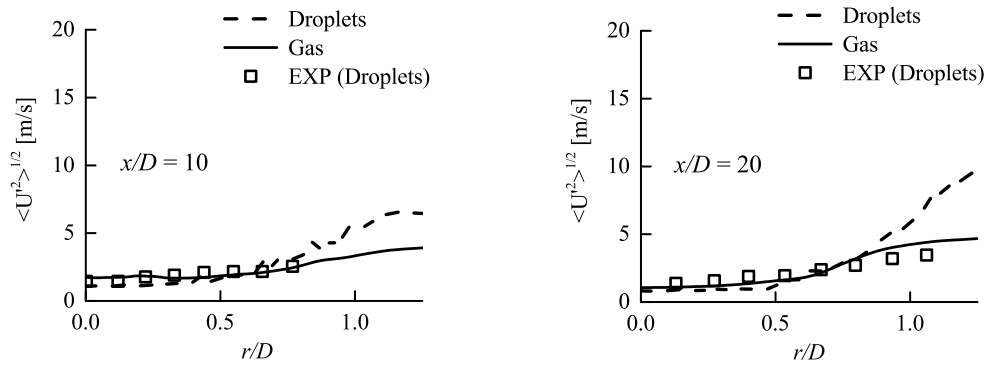 Droplets
Gas
EXP (Droplets)
20
15
10
5
0
<U'²>^1/2 [m/s]
x/D = 10
0.0 0.5 1.0
r/D
Droplets
Gas
EXP (Droplets)
20
15
10
5
0
<U'²>^1/2 [m/s]
x/D = 20
0.0 0.5 1.0
r/D